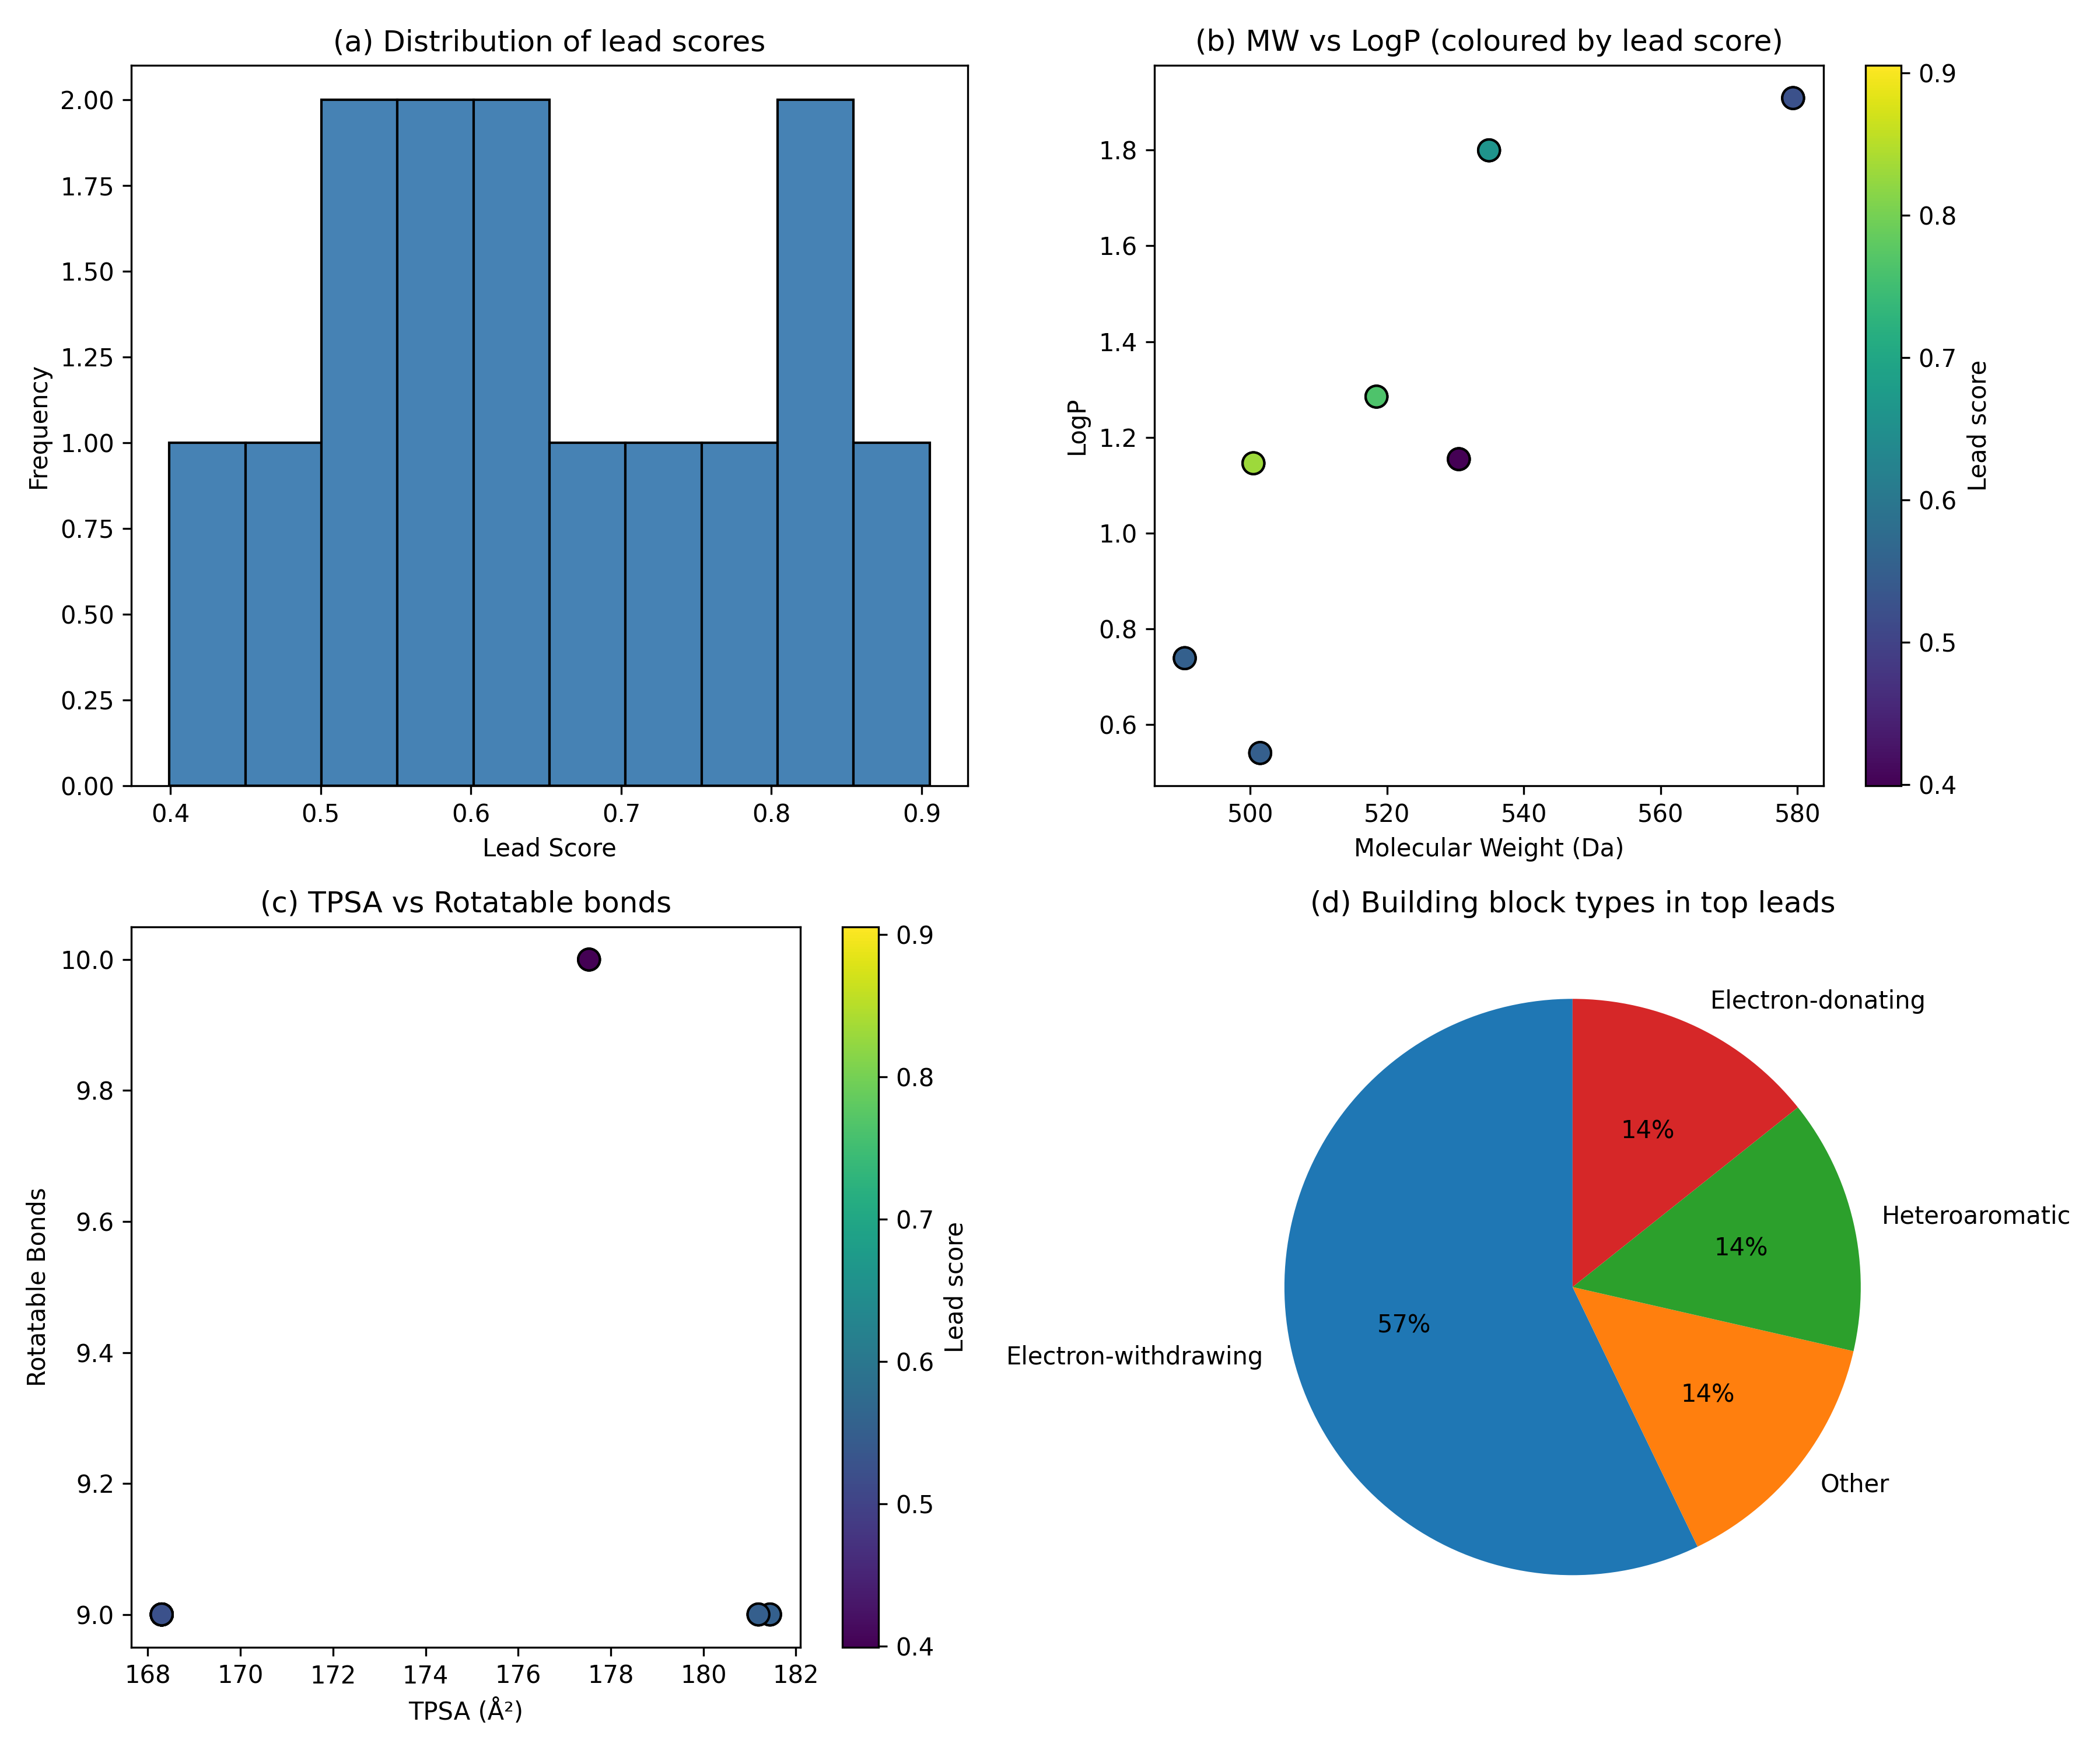 (a) Distribution of lead scores
2.00
1.75
1.50
1.25
1.00
0.75
0.50
0.25
0.00
Frequency
0.4 0.5 0.6 0.7 0.8 0.9
Lead Score
(b) MW vs LogP (coloured by lead score)
1.8
1.6
1.4
1.2
1.0
0.8
0.6
LogP
500 520 540 560 580
Molecular Weight (Da)
0.9
0.8
0.7
0.6
0.5
0.4
Lead score
(c) TPSA vs Rotatable bonds
10.0
9.8
9.6
9.4
9.2
9.0
Rotatable Bonds
168 170 172 174 176 178 180 182
TPSA (Å²)
0.9
0.8
0.7
0.6
0.5
0.4
Lead score
(d) Building block types in top leads
Electron-donating
14%
Heteroaromatic
14%
57%
Electron-withdrawing
14%
Other